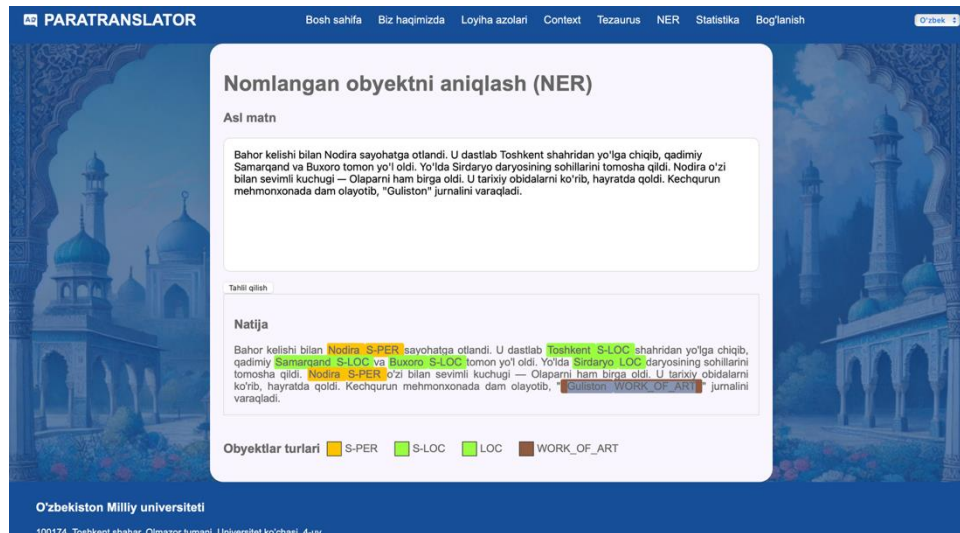 PARATRANSLATOR Bosh sahifa Biz haqimizda Loyiha azolari Context Tezaurus NER Statistika Bog'lanish O'zbek
Nomlangan obyektni aniqlash (NER)
Asl matn
Bahor kelishi bilan Nodira sayohatga otlandi. U dastlab Toshkent shahridan yo'lga chiqib, qadimiy
Samarqand va Buxoro tomon yo'l oldi. Yo'lda Sirdaryo daryosining sohillarini tomosha qildi. Nodira o'zi
bilan sevimli kuchugi — Olaparni ham birga oldi. U tarixiy obidalarni ko'rib, hayratda qoldi. Kechqurun
mehmonxonada dam olayotib, "Guliston" jurnalini varaqladi.
Tahlil qilish
Natija
Bahor kelishi bilan Nodira S-PER sayohatga otlandi. U dastlab Toshkent S-LOC shahridan yo'lga chiqib,
qadimiy Samarqand S-LOC va Buxoro S-LOC tomon yo'l oldi. Yo'lda Sirdaryo LOC daryosining sohillarini
tomosha qildi. Nodira S-PER o'zi bilan sevimli kuchugi — Olaparni ham birga oldi. U tarixiy obidalarni
ko'rib, hayratda qoldi. Kechqurun mehmonxonada dam olayotib, "Guliston WORK_OF_ART" jurnalini
varaqladi.
Obyektlar turlari S-PER S-LOC LOC WORK_OF_ART
O'zbekiston Milliy universiteti
100174, Toshkent shahar, Olmazor tumani, Universitet ko'chasi, 4-uy